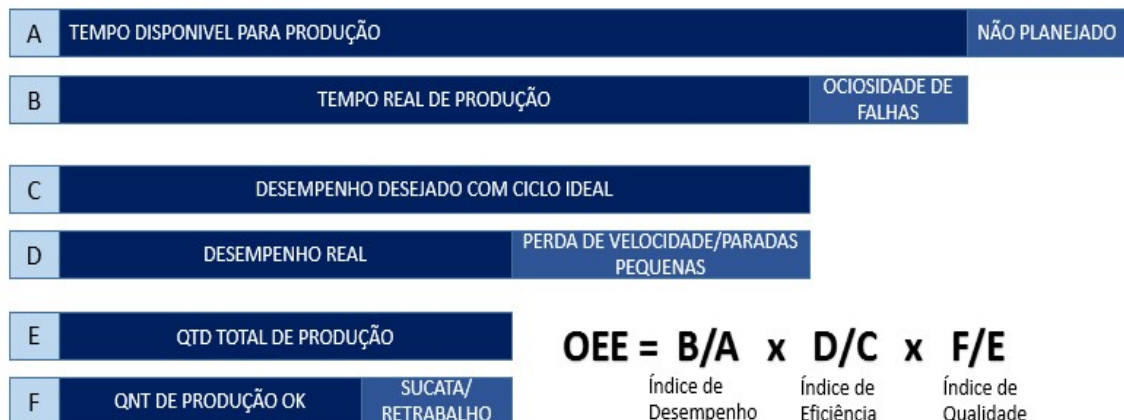 A TEMPO DISPONIVEL PARA PRODUÇÃO NÃO PLANEJADO
B TEMPO REAL DE PRODUÇÃO OCIOSIDADE DE
FALHAS
C DESEMPENHO DESEJADO COM CICLO IDEAL
D DESEMPENHO REAL PERDA DE VELOCIDADE/PARADAS
PEQUENAS
E QTD TOTAL DE PRODUÇÃO
OEE = B/A x D/C x F/E
F QNT DE PRODUÇÃO OK SUCATA/
RETRABALHO
Índice de
Desempenho
Índice de
Eficiência
Índice de
Qualidade